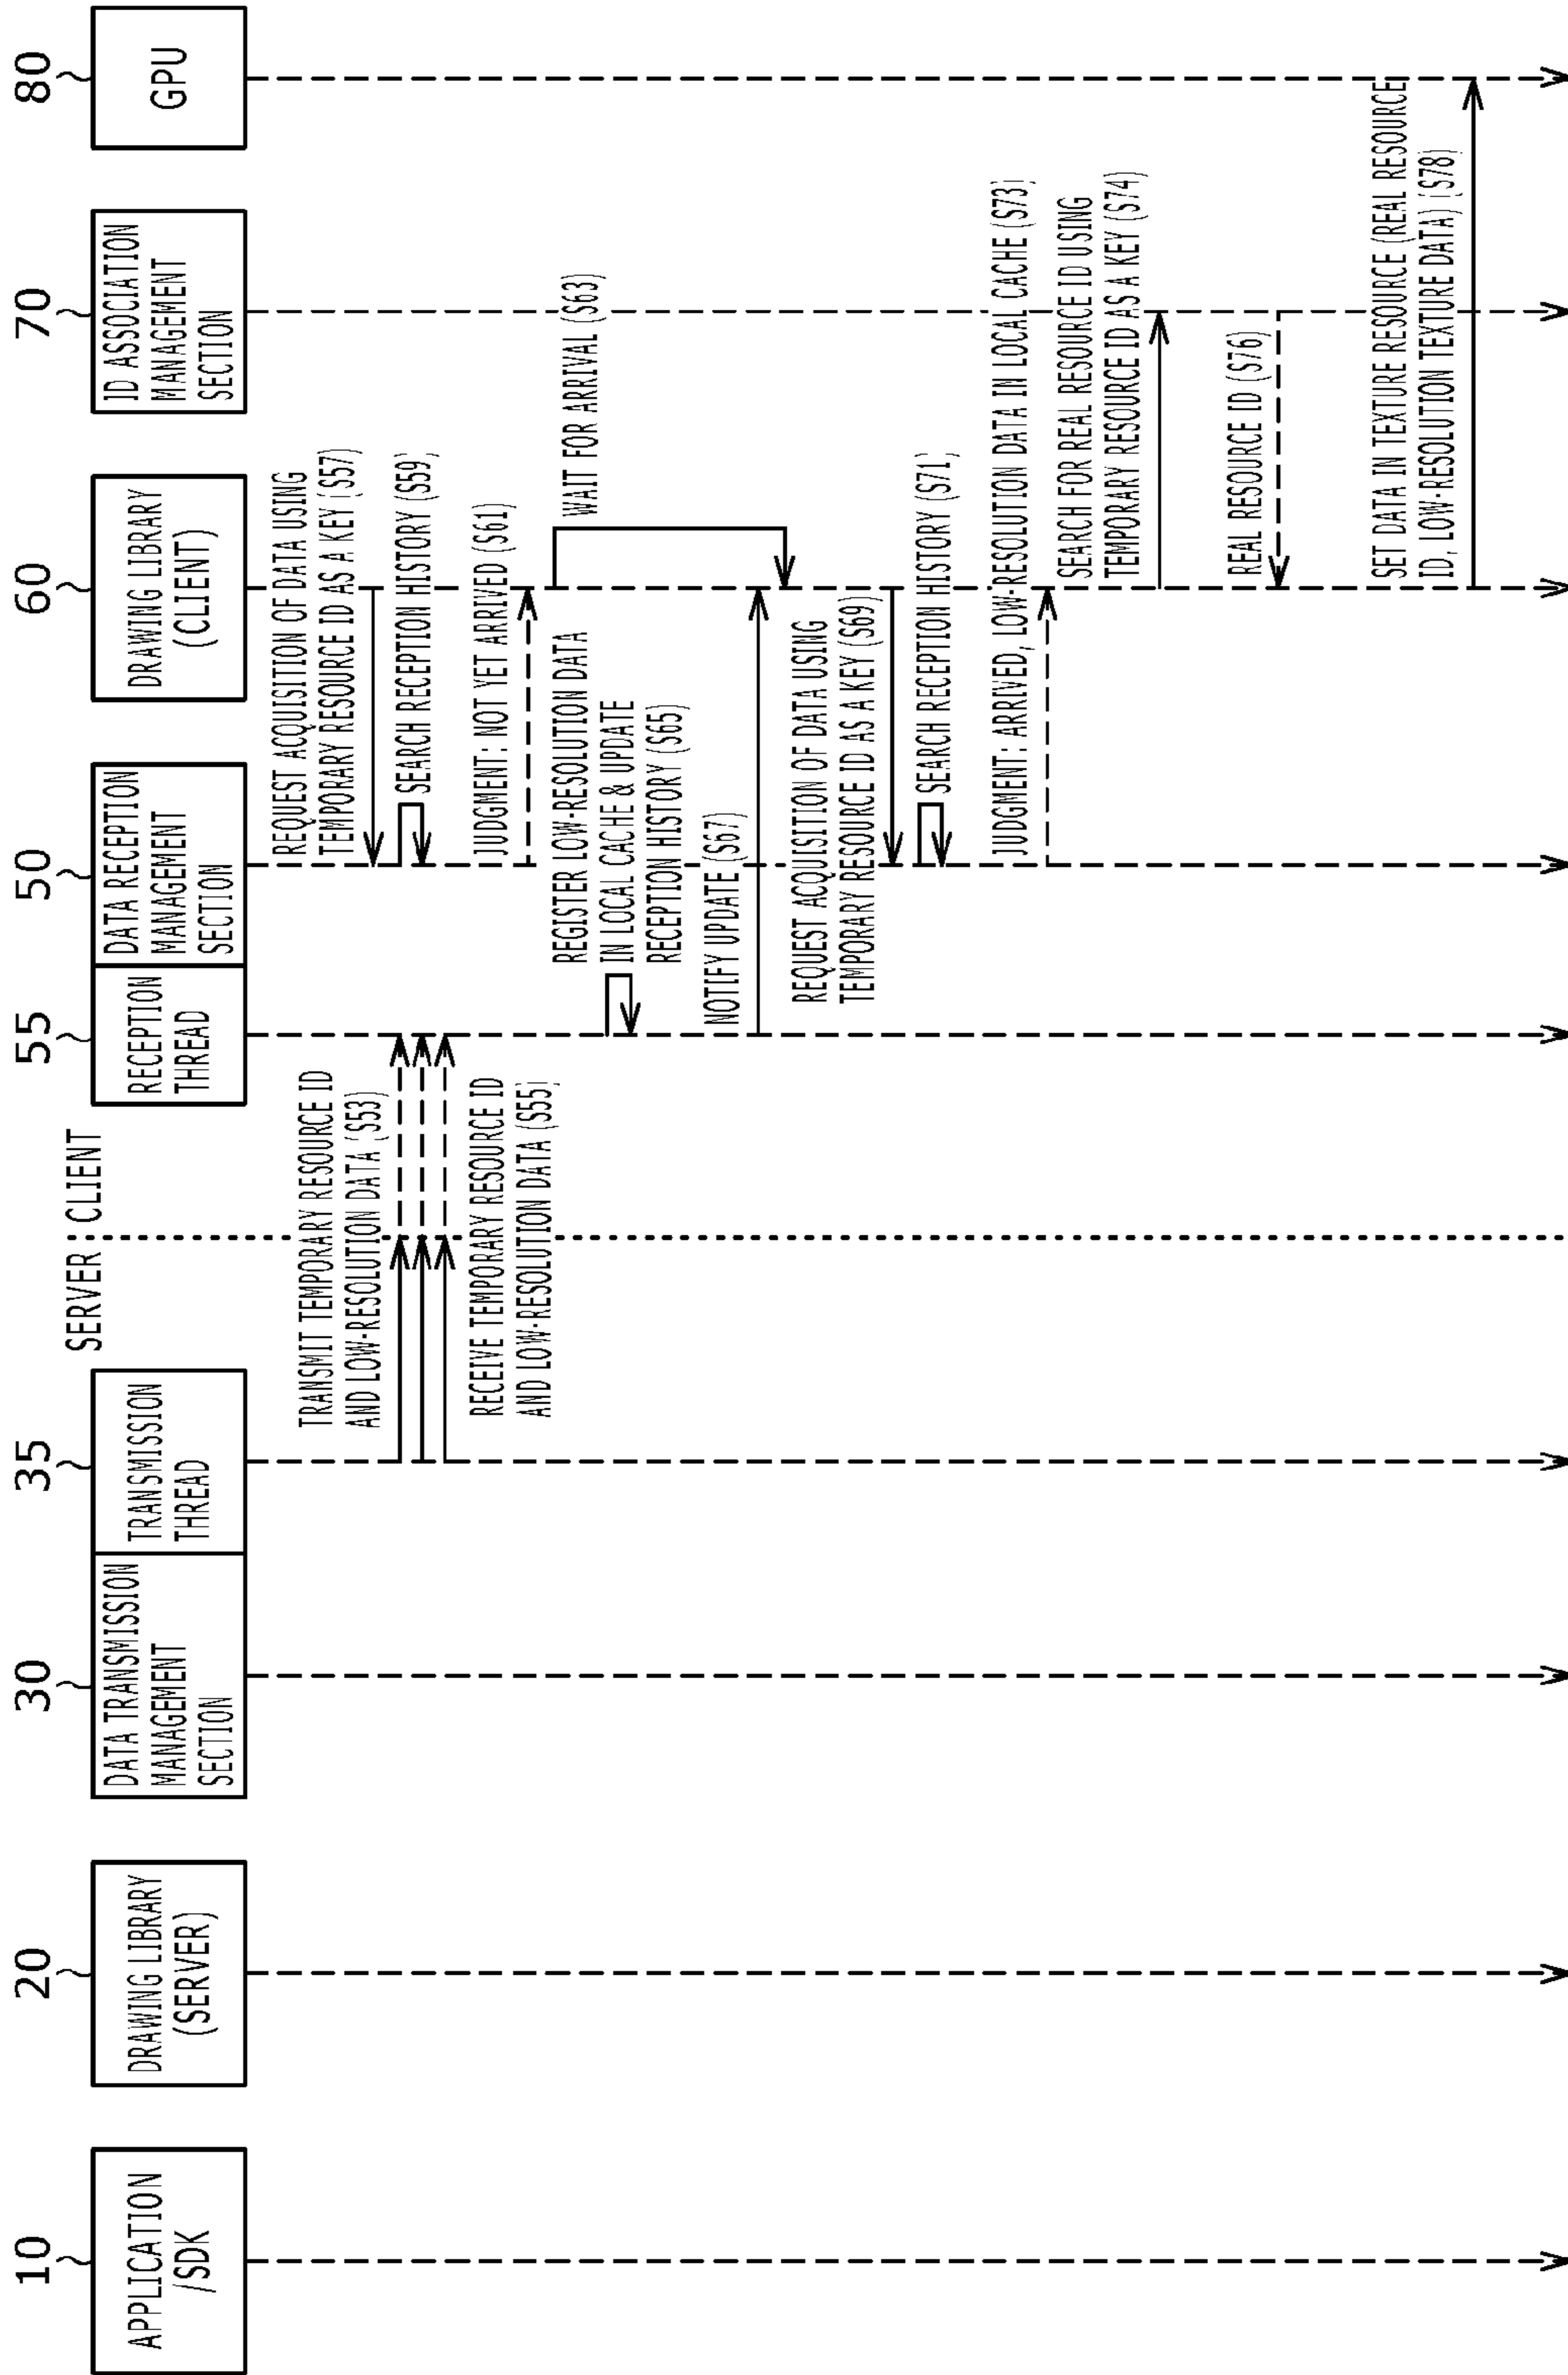 10
APPLICATION
/SDK
20
DRAWING LIBRARY
(SERVER)
30
DATA TRANSMISSION
MANAGEMENT
SECTION
35
TRANSMISSION
THREAD
SERVER
CLIENT
55
RECEPTION
THREAD
50
DATA RECEPTION
MANAGEMENT
SECTION
60
DRAWING LIBRARY
(CLIENT)
70
ID ASSOCIATION
MANAGEMENT
SECTION
80
GPU
TRANSMIT TEMPORARY RESOURCE ID
AND LOW-RESOLUTION DATA (S53)
RECEIVE TEMPORARY RESOURCE ID
AND LOW-RESOLUTION DATA (S55)
REQUEST ACQUISITION OF DATA USING
TEMPORARY RESOURCE ID AS A KEY (S57)
SEARCH RECEPTION HISTORY (S59)
JUDGMENT: NOT YET ARRIVED (S61)
WAIT FOR ARRIVAL (S63)
REGISTER LOW-RESOLUTION DATA
IN LOCAL CACHE & UPDATE
RECEPTION HISTORY (S65)
NOTIFY UPDATE (S67)
REQUEST ACQUISITION OF DATA USING
TEMPORARY RESOURCE ID AS A KEY (S69)
SEARCH RECEPTION HISTORY (S71)
JUDGMENT: ARRIVED, LOW-RESOLUTION DATA IN LOCAL CACHE (S73)
SEARCH FOR REAL RESOURCE ID USING
TEMPORARY RESOURCE ID AS A KEY (S74)
REAL RESOURCE ID (S76)
SET DATA IN TEXTURE RESOURCE (REAL RESOURCE
ID, LOW-RESOLUTION TEXTURE DATA) (S78)